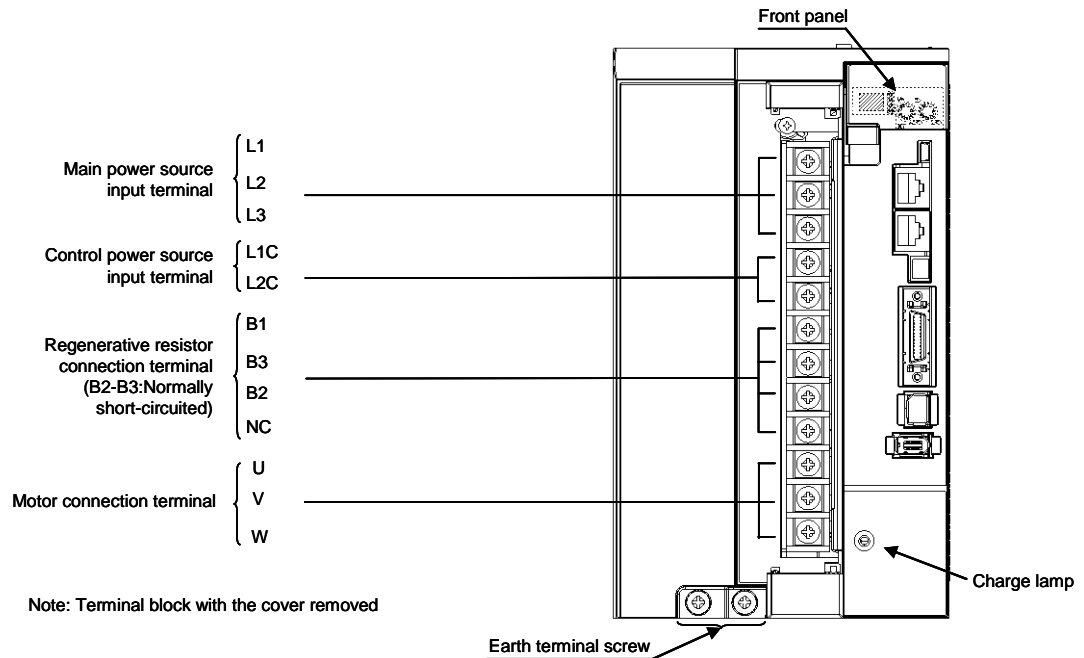 Front panel
Main power source
input terminal
L1
L2
L3
Control power source
input terminal
L1C
L2C
Regenerative resistor
connection terminal
(B2-B3:Normally
short-circuited)
B1
B3
B2
NC
Motor connection terminal
U
V
W
Charge lamp
Note: Terminal block with the cover removed
Earth terminal screw